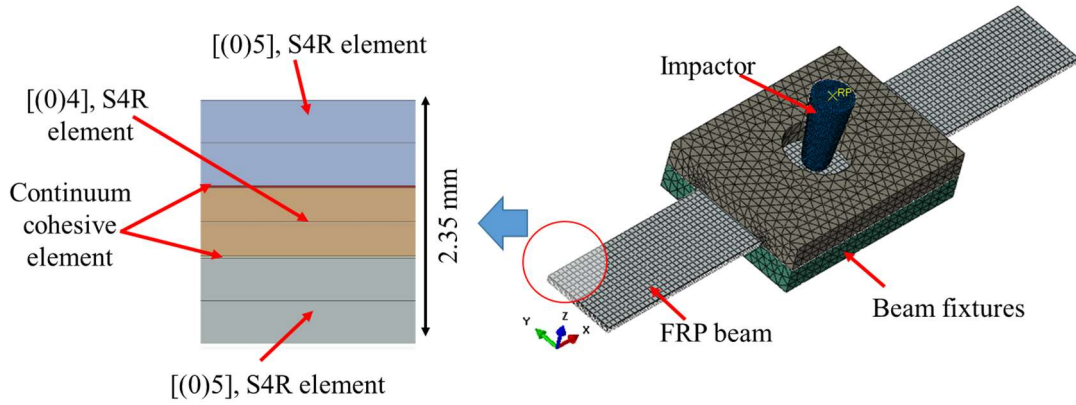 [(0)5], S4R element
[(0)4], S4R
element
Continuum
cohesive
element
[(0)5], S4R element
2.35 mm
Impactor
RP
Beam fixtures
FRP beam
Y
Z
X